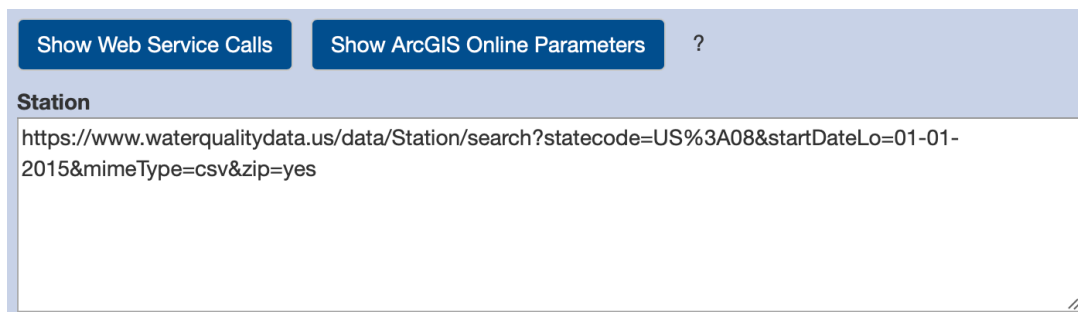 Show Web Service Calls Show ArcGIS Online Parameters ?
Station
https://www.waterqualitydata.us/data/Station/search?statecode=US%3A08&startDateLo=01-01-
2015&mimeType=csv&zip=yes